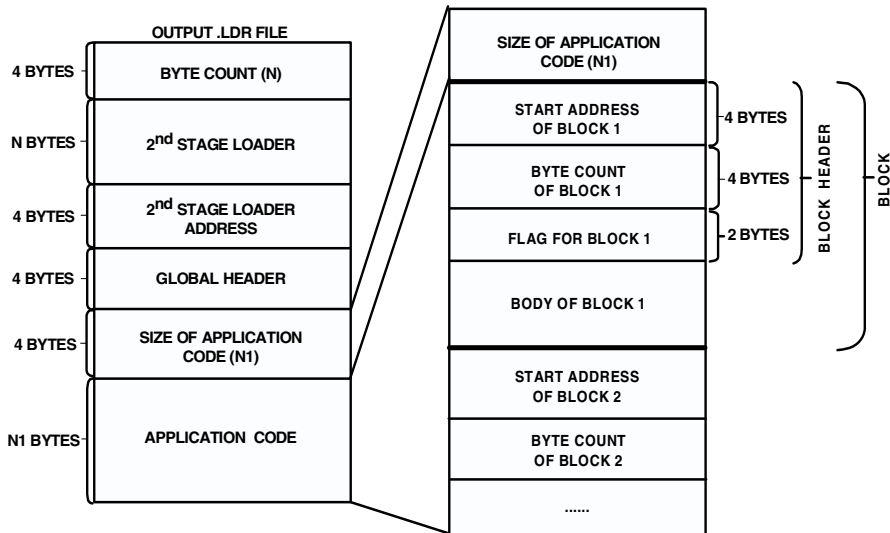 OUTPUT .LDR FILE
4 BYTES
BYTE COUNT (N)
N BYTES
2nd STAGE LOADER
4 BYTES
2nd STAGE LOADER
ADDRESS
4 BYTES
GLOBAL HEADER
4 BYTES
SIZE OF APPLICATION
CODE (N1)
N1 BYTES
APPLICATION CODE
SIZE OF APPLICATION
CODE (N1)
START ADDRESS
OF BLOCK 1
4 BYTES
BYTE COUNT
OF BLOCK 1
4 BYTES
FLAG FOR BLOCK 1
2 BYTES
BODY OF BLOCK 1
START ADDRESS
OF BLOCK 2
BYTE COUNT
OF BLOCK 2
......
BLOCK HEADER
BLOCK